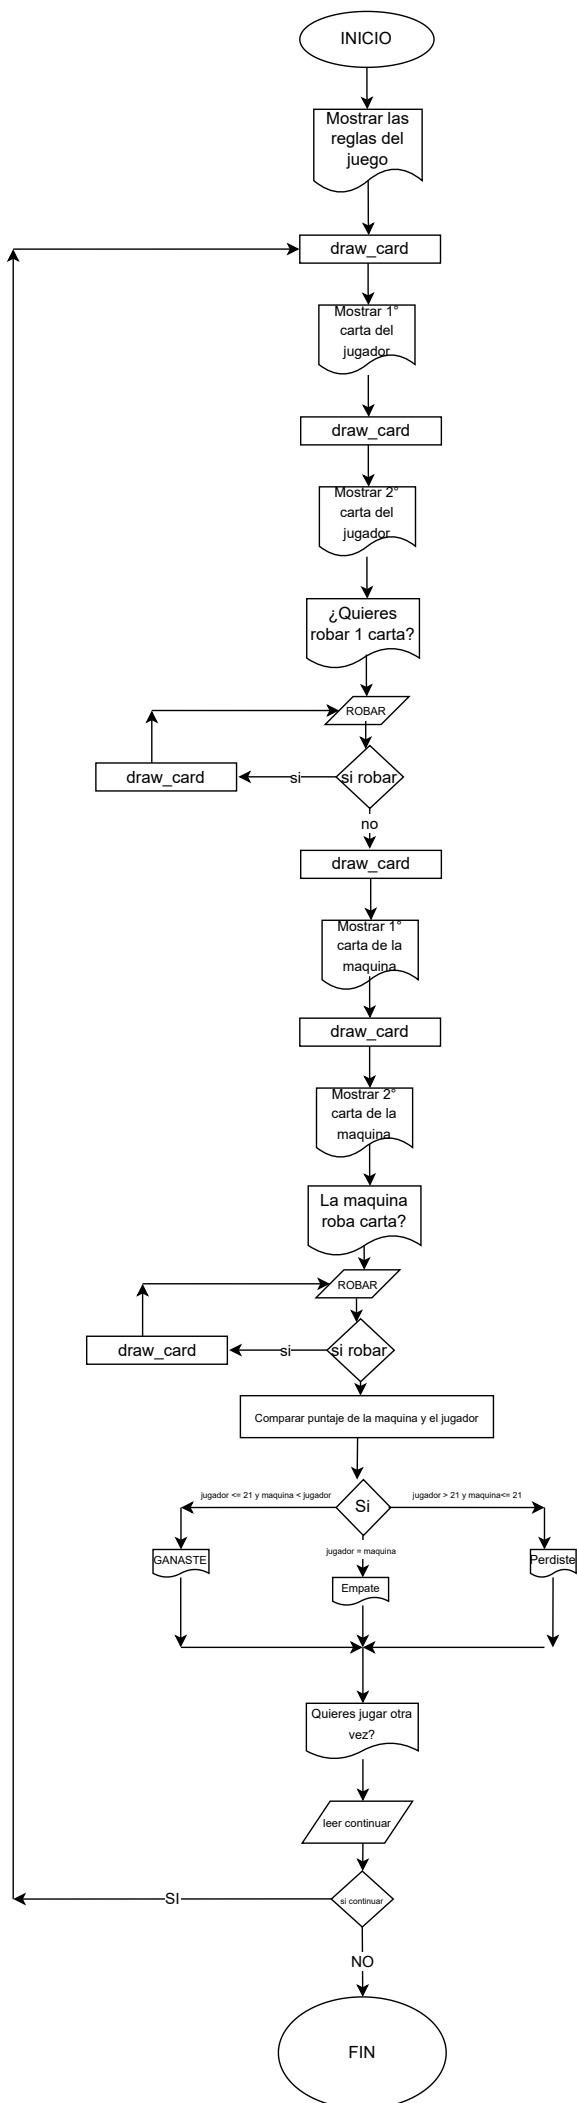 INICIO
Mostrar las
reglas del
juego
draw_card
Mostrar 1°
carta del
jugador
draw_card
Mostrar 2°
carta del
jugador
¿Quieres
robar 1 carta?
ROBAR
draw_card
si
si robar
no
draw_card
Mostrar 1°
carta de la
maquina
draw_card
Mostrar 2°
carta de la
maquina
La maquina
roba carta?
ROBAR
draw_card
si
si robar
Comparar puntaje de la maquina y el jugador
jugador <= 21 y maquina < jugador
Si
jugador > 21 y maquina<= 21
jugador = maquina
GANASTE
Empate
Perdiste
Quieres jugar otra
vez?
leer continuar
SI
si continuar
NO
FIN